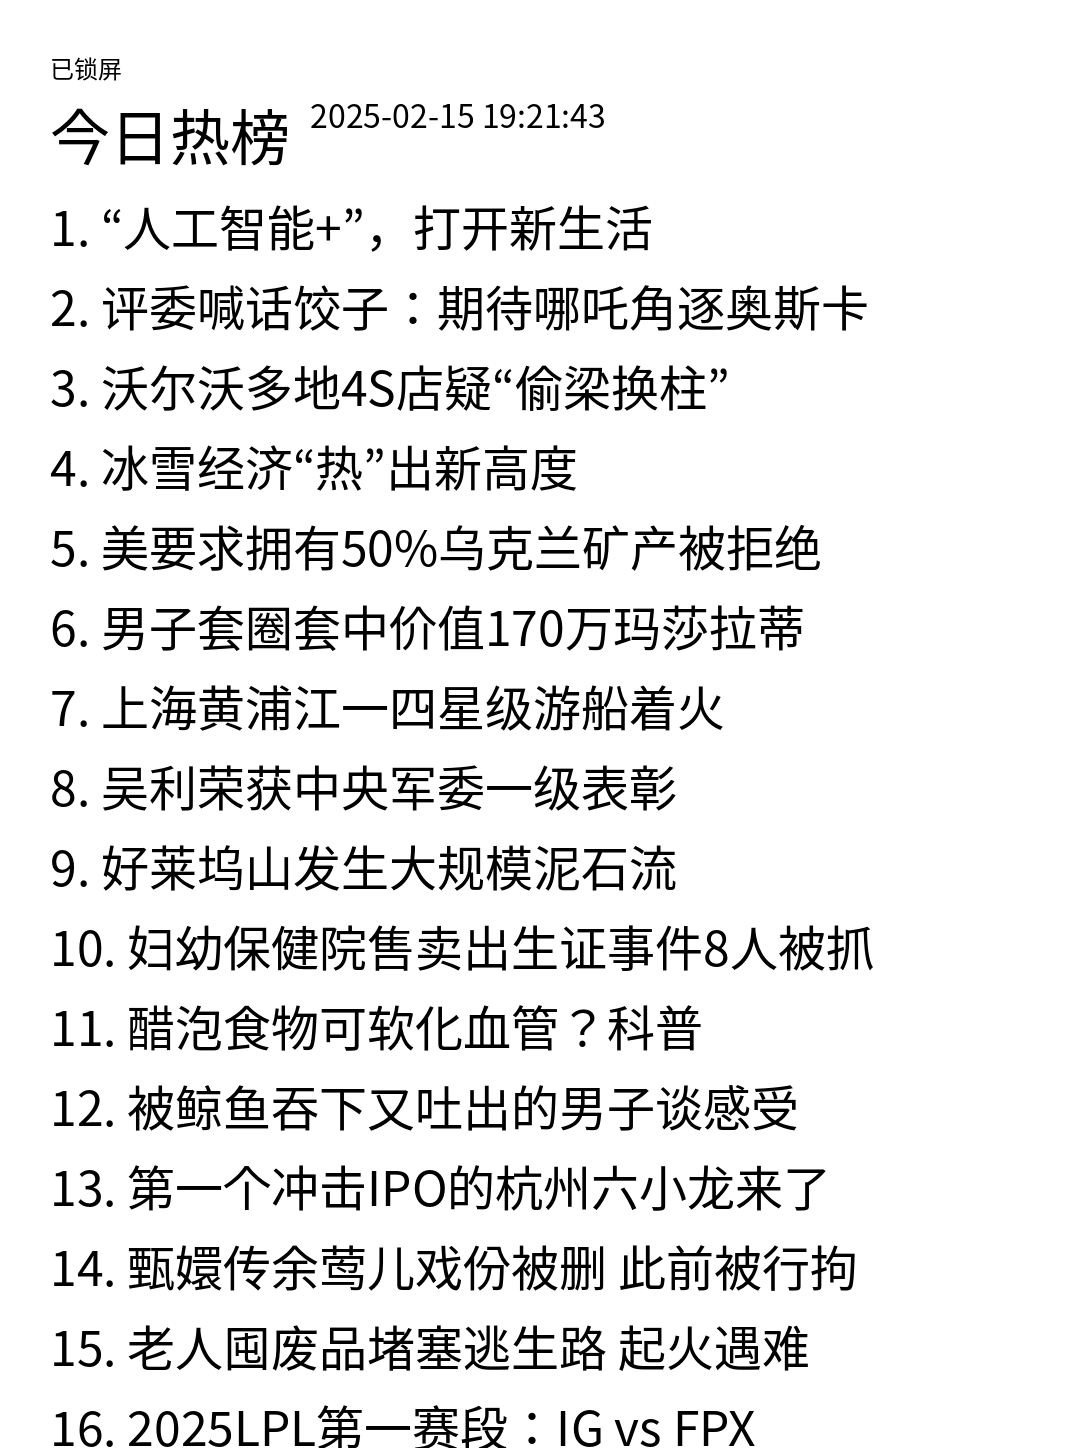 已锁屏
今日热榜 2025-02-15 19:21:43
1. “人工智能+”，打开新生活
2. 评委喊话饺子：期待哪吒角逐奥斯卡
3. 沃尔沃多地4S店疑“偷梁换柱”
4. 冰雪经济“热”出新高度
5. 美要求拥有50%乌克兰矿产被拒绝
6. 男子套圈套中价值170万玛莎拉蒂
7. 上海黄浦江一四星级游船着火
8. 吴利荣获中央军委一级表彰
9. 好莱坞山发生大规模泥石流
10. 妇幼保健院售卖出生证事件8人被抓
11. 醋泡食物可软化血管？科普
12. 被鲸鱼吞下又吐出的男子谈感受
13. 第一个冲击IPO的杭州六小龙来了
14. 甄嬛传余莺儿戏份被删 此前被行拘
15. 老人囤废品堵塞逃生路 起火遇难
16. 2025LPL第一赛段：IG vs FPX